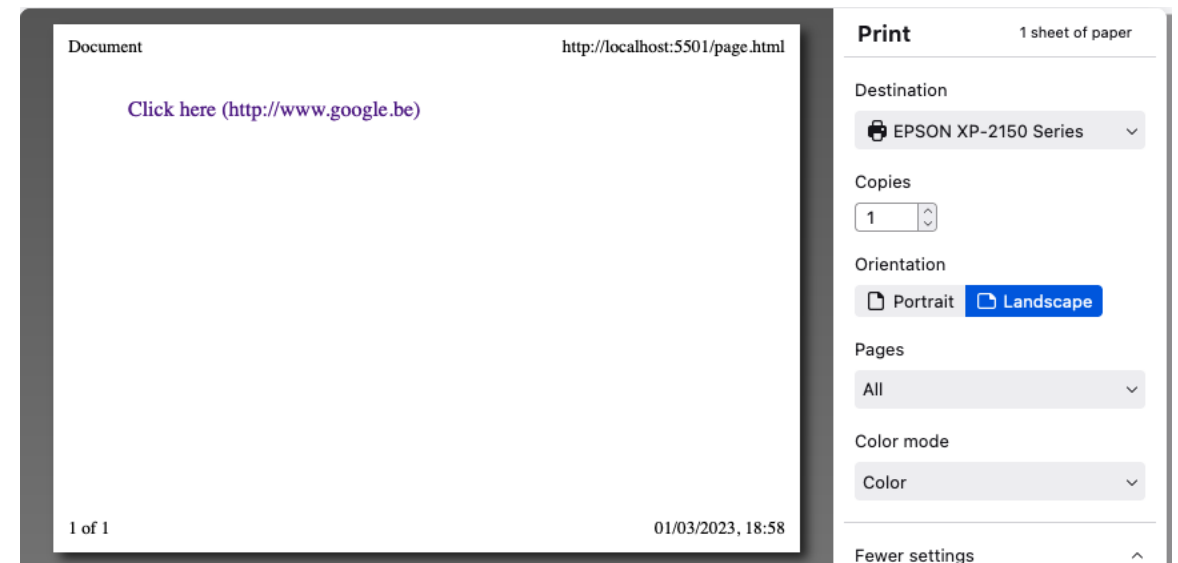 Document http://localhost:5501/page.html
Click here (http://www.google.be)
1 of 1 01/03/2023, 18:58
Print 1 sheet of paper
Destination
EPSON XP-2150 Series
Copies
1
Orientation
Portrait Landscape
Pages
All
Color mode
Color
Fewer settings